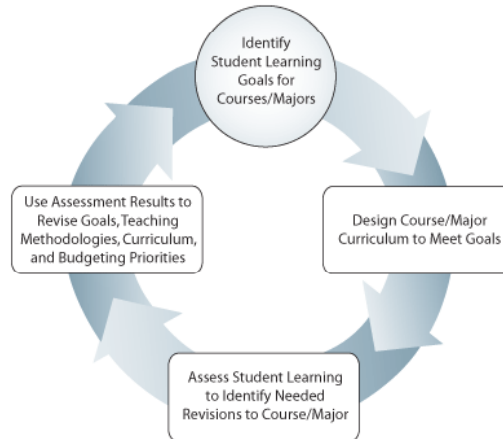 Identify
Student Learning
Goals for
Courses/Majors
Design Course/Major
Curriculum to Meet Goals
Assess Student Learning
to Identify Needed
Revisions to Course/Major
Use Assessment Results to
Revise Goals, Teaching
Methodologies, Curriculum,
and Budgeting Priorities